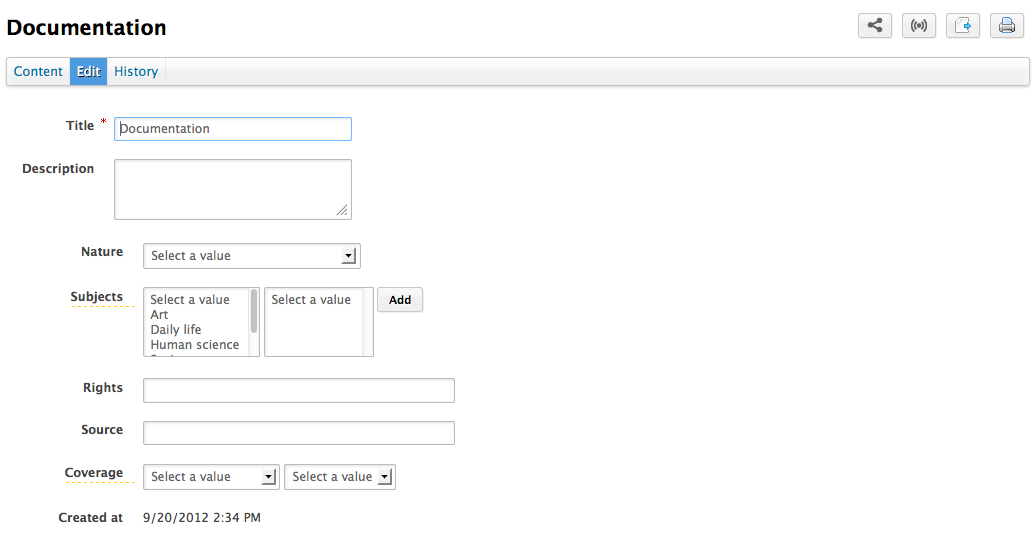 Documentation
Content Edit History
Title * Documentation
Description
Nature Select a value
Subjects Select a value Select a value Add
Art
Daily life
Human science
Rights
Source
Coverage Select a value Select a value
Created at 9/20/2012 2:34 PM